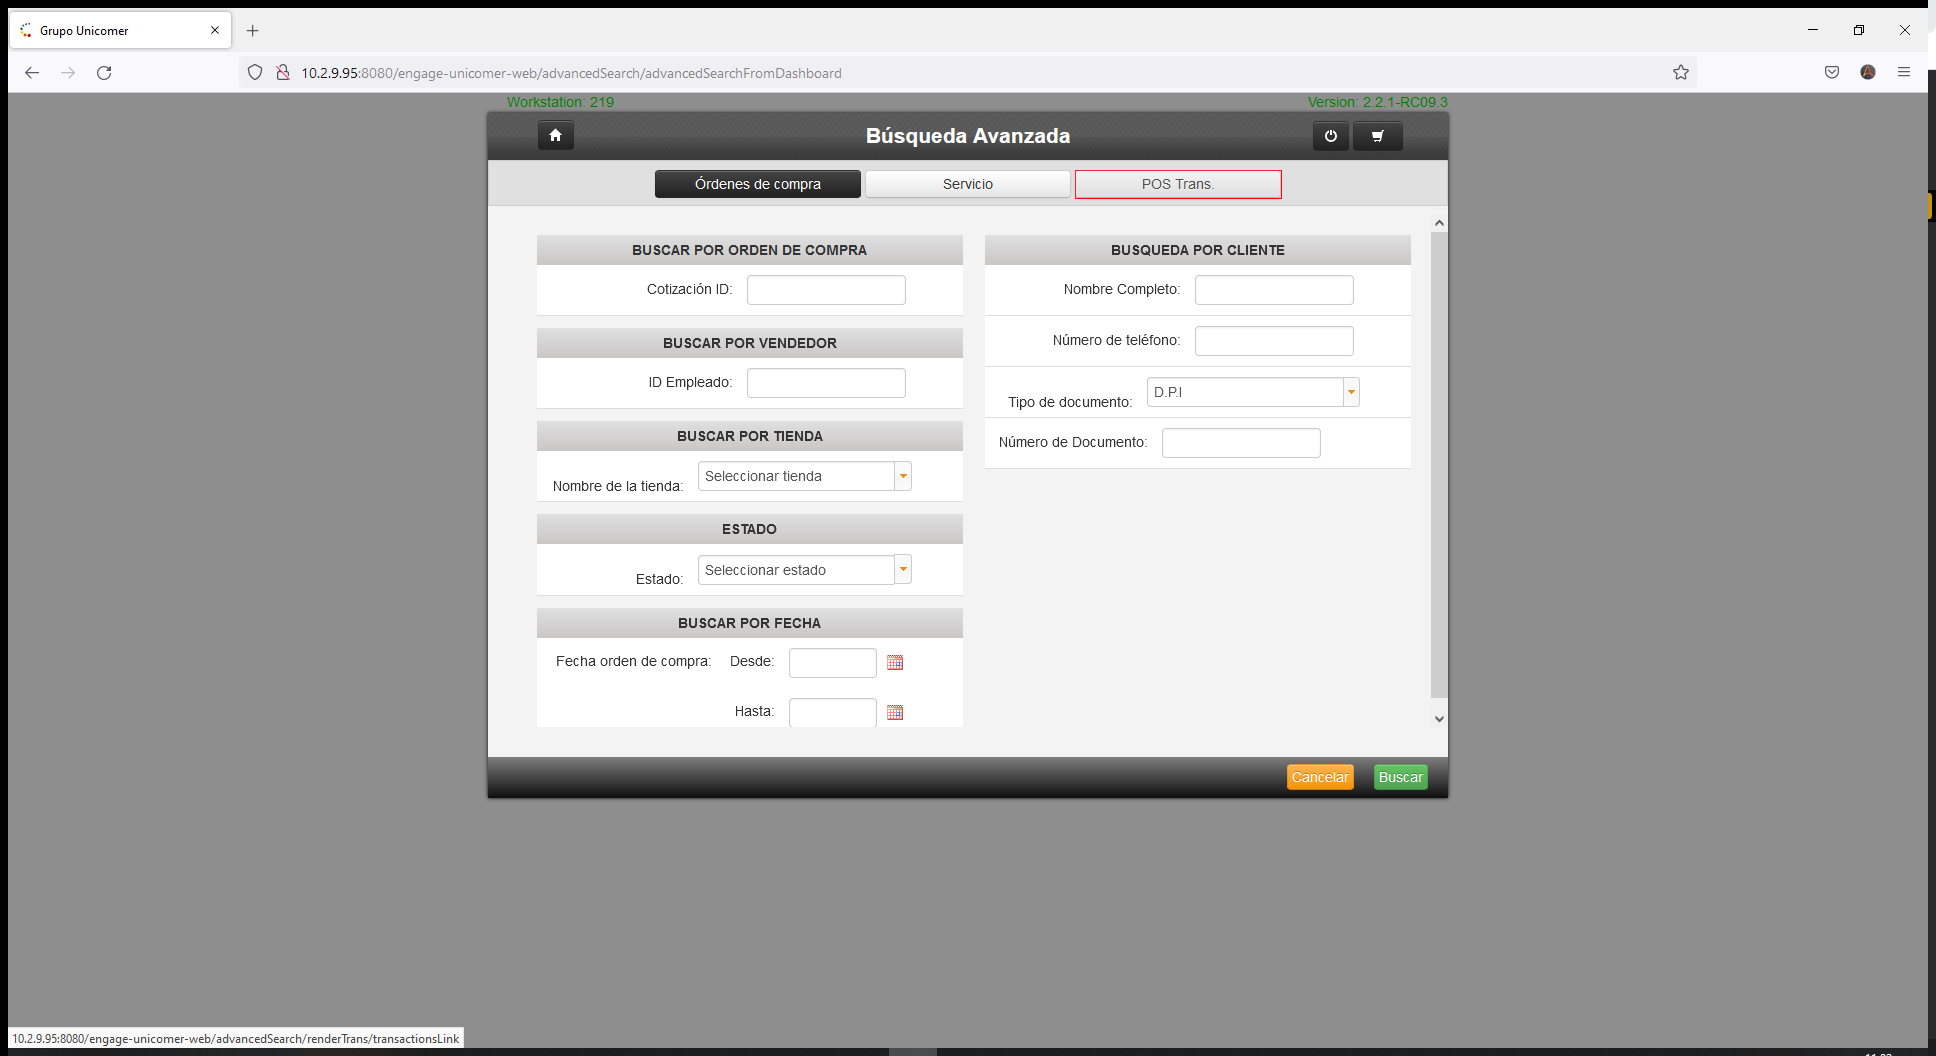 Grupo Unicomer
10.2.9.95:8080/engage-unicomer-web/advancedSearch/advancedSearchFromDashboard
Workstation: 219
Version: 2.2.1-RC09.3
Búsqueda Avanzada
Órdenes de compra
Servicio
POS Trans.
BUSCAR POR ORDEN DE COMPRA
Cotización ID:
BUSCAR POR VENDEDOR
ID Empleado:
BUSCAR POR TIENDA
Nombre de la tienda:
Seleccionar tienda
ESTADO
Estado:
Seleccionar estado
BUSCAR POR FECHA
Fecha orden de compra: Desde:
Hasta:
BUSQUEDA POR CLIENTE
Nombre Completo:
Número de teléfono:
Tipo de documento:
D.P.I
Número de Documento:
Cancelar
Buscar
10.2.9.95:8080/engage-unicomer-web/advancedSearch/renderTrans/transactionsLink